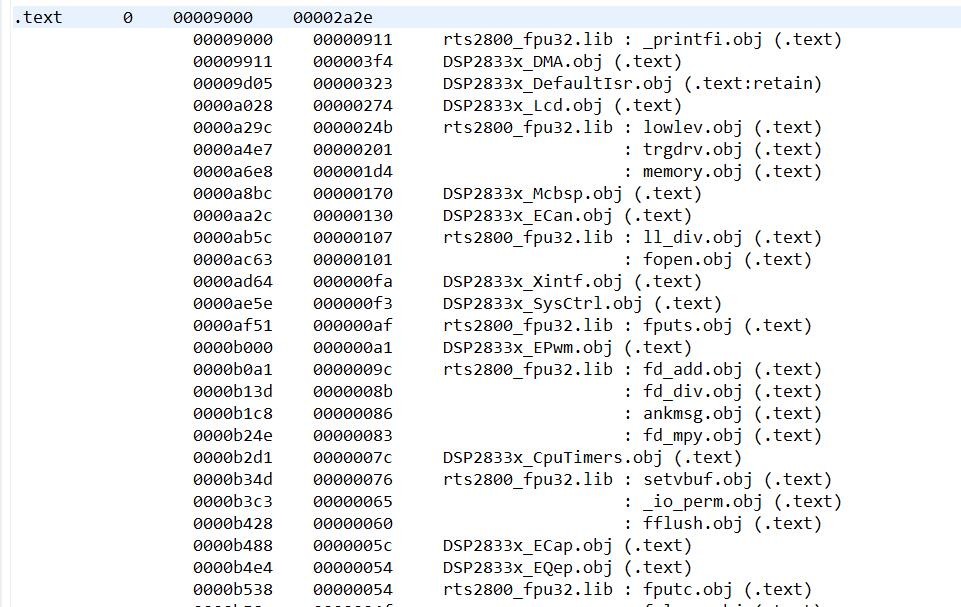 .text 0 00009000 00002a2e
00009000 00000911 rts2800_fpu32.lib : _printfi.obj (.text)
00009911 000003f4 DSP2833x_DMA.obj (.text)
00009d05 00000323 DSP2833x_DefaultIsr.obj (.text:retain)
0000a028 00000274 DSP2833x_Lcd.obj (.text)
0000a29c 0000024b rts2800_fpu32.lib : lowlev.obj (.text)
0000a4e7 00000201 : trgdrv.obj (.text)
0000a6e8 000001d4 : memory.obj (.text)
0000a8bc 00000170 DSP2833x_Mcbsp.obj (.text)
0000aa2c 00000130 DSP2833x_ECan.obj (.text)
0000ab5c 00000107 rts2800_fpu32.lib : ll_div.obj (.text)
0000ac63 00000101 : fopen.obj (.text)
0000ad64 000000fa DSP2833x_Xintf.obj (.text)
0000ae5e 000000f3 DSP2833x_SysCtrl.obj (.text)
0000af51 000000af rts2800_fpu32.lib : fputs.obj (.text)
0000b000 000000a1 DSP2833x_EPwm.obj (.text)
0000b0a1 0000009c rts2800_fpu32.lib : fd_add.obj (.text)
0000b13d 0000008b : fd_div.obj (.text)
0000b1c8 00000086 : ankmsg.obj (.text)
0000b24e 00000083 : fd_mpy.obj (.text)
0000b2d1 0000007c DSP2833x_CpuTimers.obj (.text)
0000b34d 00000076 rts2800_fpu32.lib : setvbuf.obj (.text)
0000b3c3 00000065 : _io_perm.obj (.text)
0000b428 00000060 : fflush.obj (.text)
0000b488 0000005c DSP2833x_ECap.obj (.text)
0000b4e4 00000054 DSP2833x_EQep.obj (.text)
0000b538 00000054 rts2800_fpu32.lib : fputc.obj (.text)